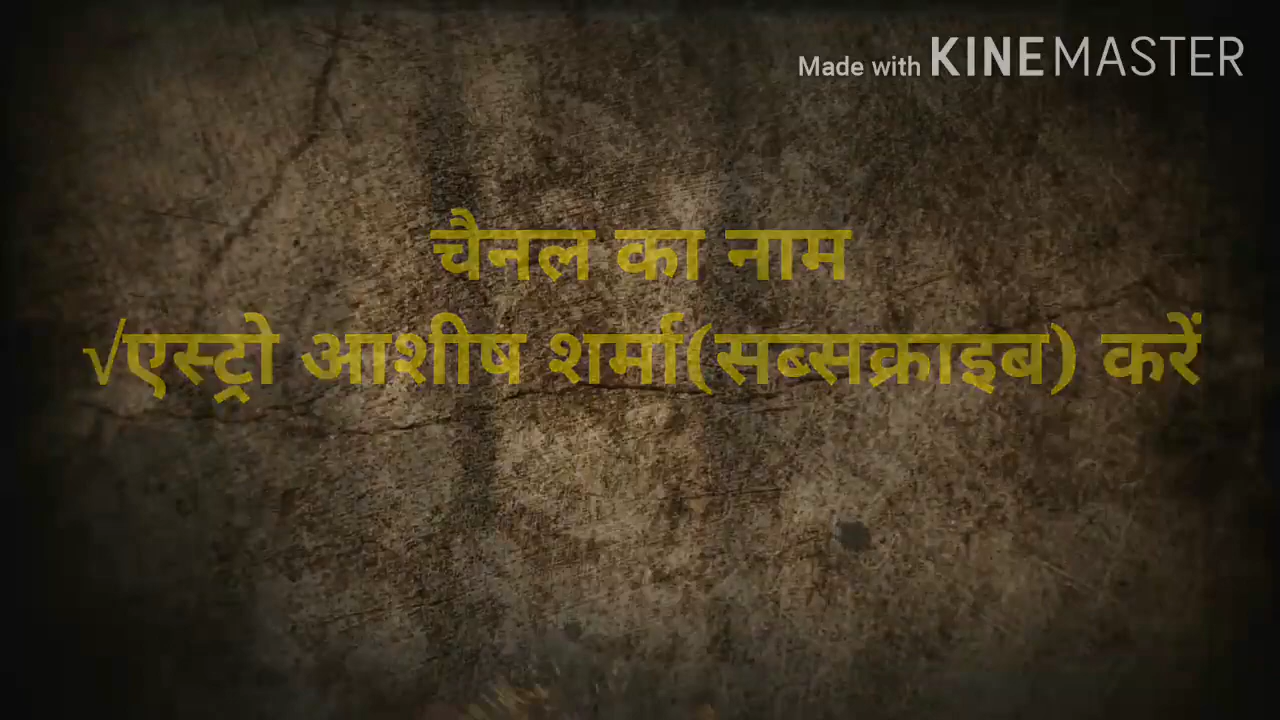 Made with KINEMASTER
चैनल का नाम
√एस्ट्रो आशीष शर्मा(सब्सक्राइब) करें